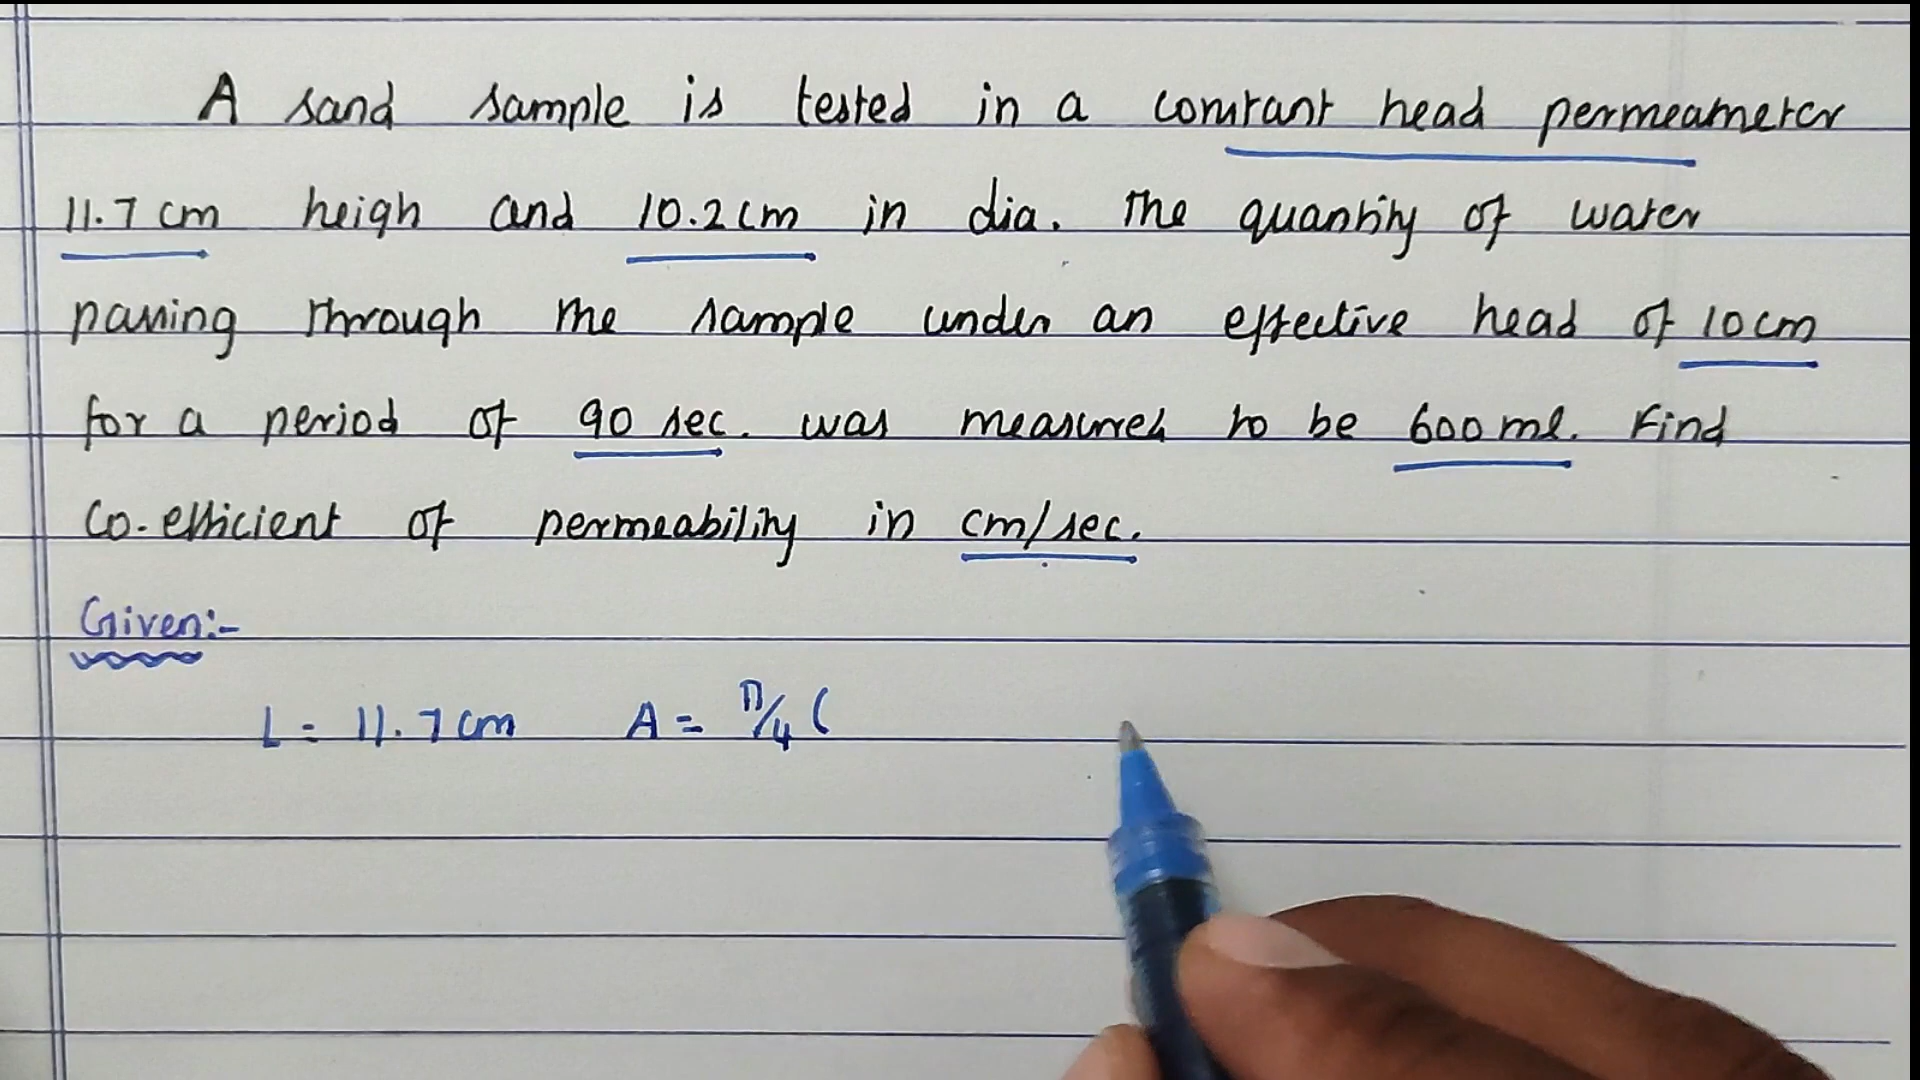 A sand sample is tested in a constant head permeameter
11.7 cm heigh and 10.2 cm in dia. The quantity of water
passing through the sample under an effective head of 10 cm
for a period of 90 sec. was measured to be 600 ml. Find
Co-efficient of permeability in cm/sec.
Given:-
L = 11.7 cm A = π/4 (